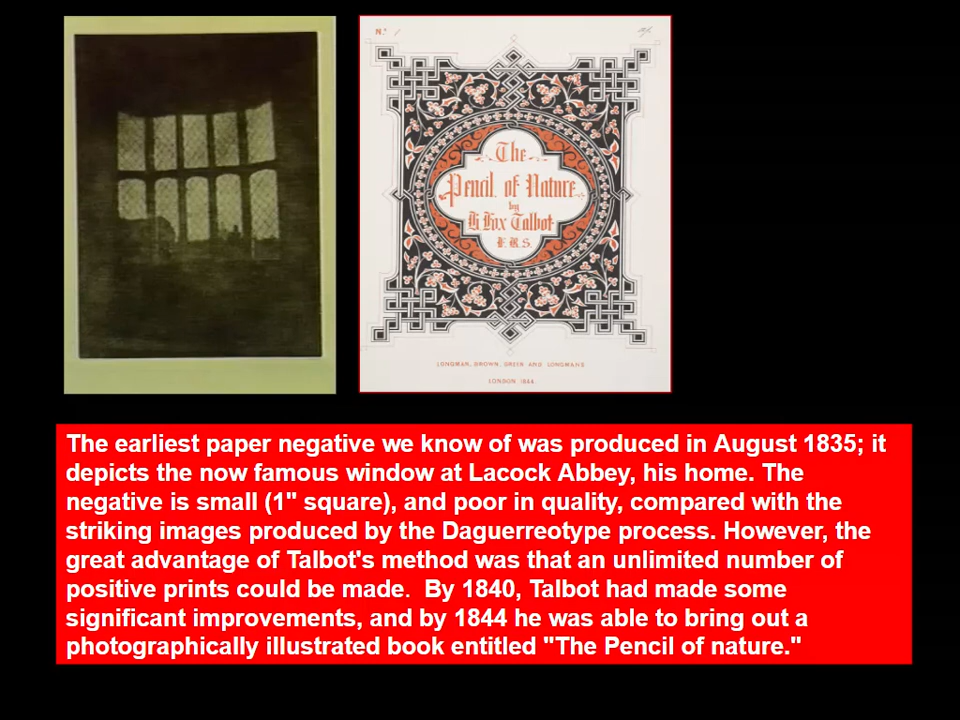 N.º 1
The
Pencil. of Nature
by
H Fox Talbot
F. R. S.
LONGMAN, BROWN, GREEN AND LONGMANS
LONDON 1844.
The earliest paper negative we know of was produced in August 1835; it
depicts the now famous window at Lacock Abbey, his home. The
negative is small (1" square), and poor in quality, compared with the
striking images produced by the Daguerreotype process. However, the
great advantage of Talbot's method was that an unlimited number of
positive prints could be made.  By 1840, Talbot had made some
significant improvements, and by 1844 he was able to bring out a
photographically illustrated book entitled "The Pencil of nature."